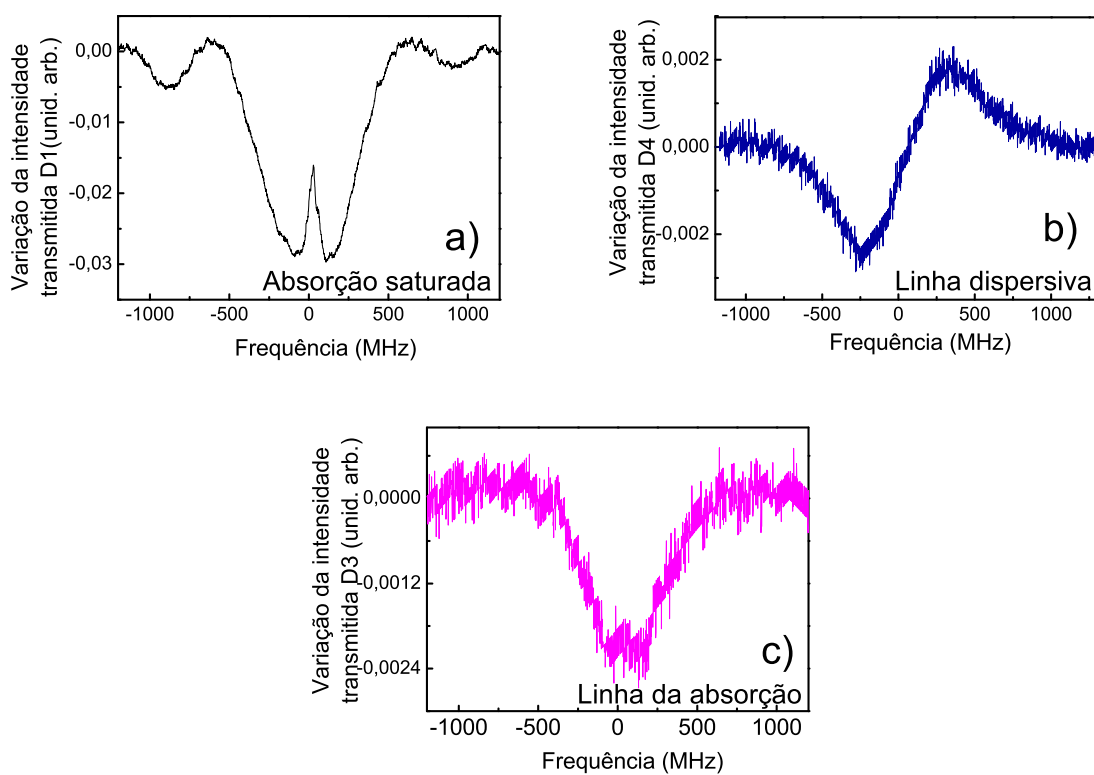 Variação da intensidade
transmitida D1(unid. arb.)
0,00
-0,01
-0,02
-0,03
a)
Absorção saturada
-1000 -500 0 500 1000
Frequência (MHz)
Variação da intensidade
transmitida D4 (unid. arb.)
0,002
0,000
-0,002
b)
Linha dispersiva
-1000 -500 0 500 1000
Frequência (MHz)
Variação da intensidade
transmitida D3 (unid. arb.)
0,0000
-0,0012
-0,0024
c)
Linha da absorção
-1000 -500 0 500 1000
Frequência (MHz)